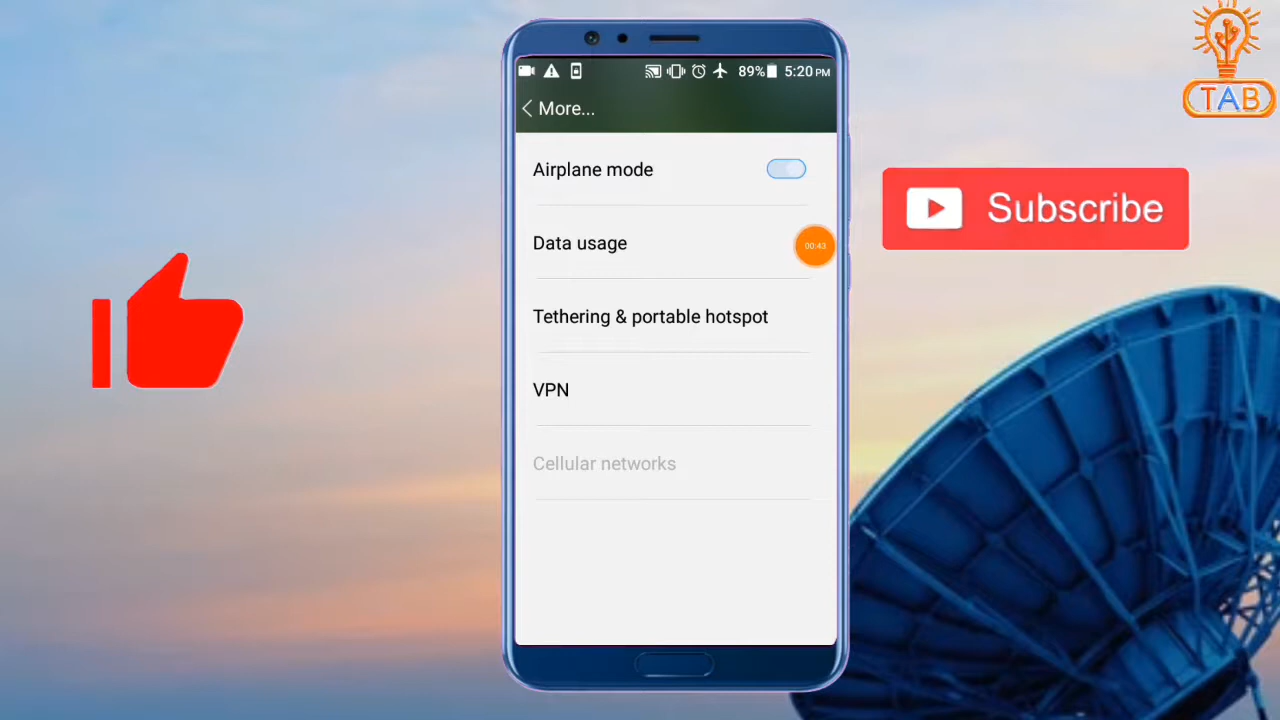 TAB
89% 5:20 PM
More...
Airplane mode
Subscribe
Data usage
00:43
Tethering & portable hotspot
VPN
Cellular networks